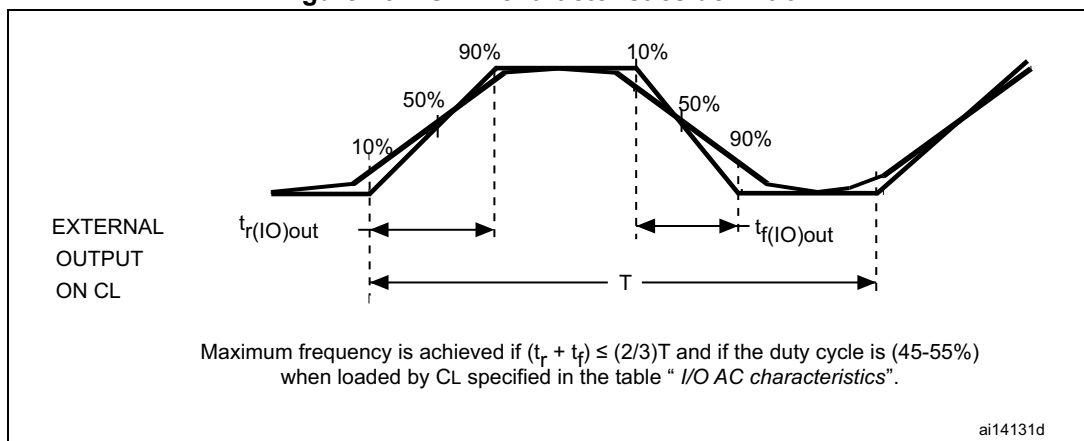 90%
10%
50%
50%
10%
90%
EXTERNAL
OUTPUT
ON CL
tr(IO)out
tf(IO)out
T
Maximum frequency is achieved if (tr + tf) ≤ (2/3)T and if the duty cycle is (45-55%)
when loaded by CL specified in the table “ I/O AC characteristics”.
ai14131d